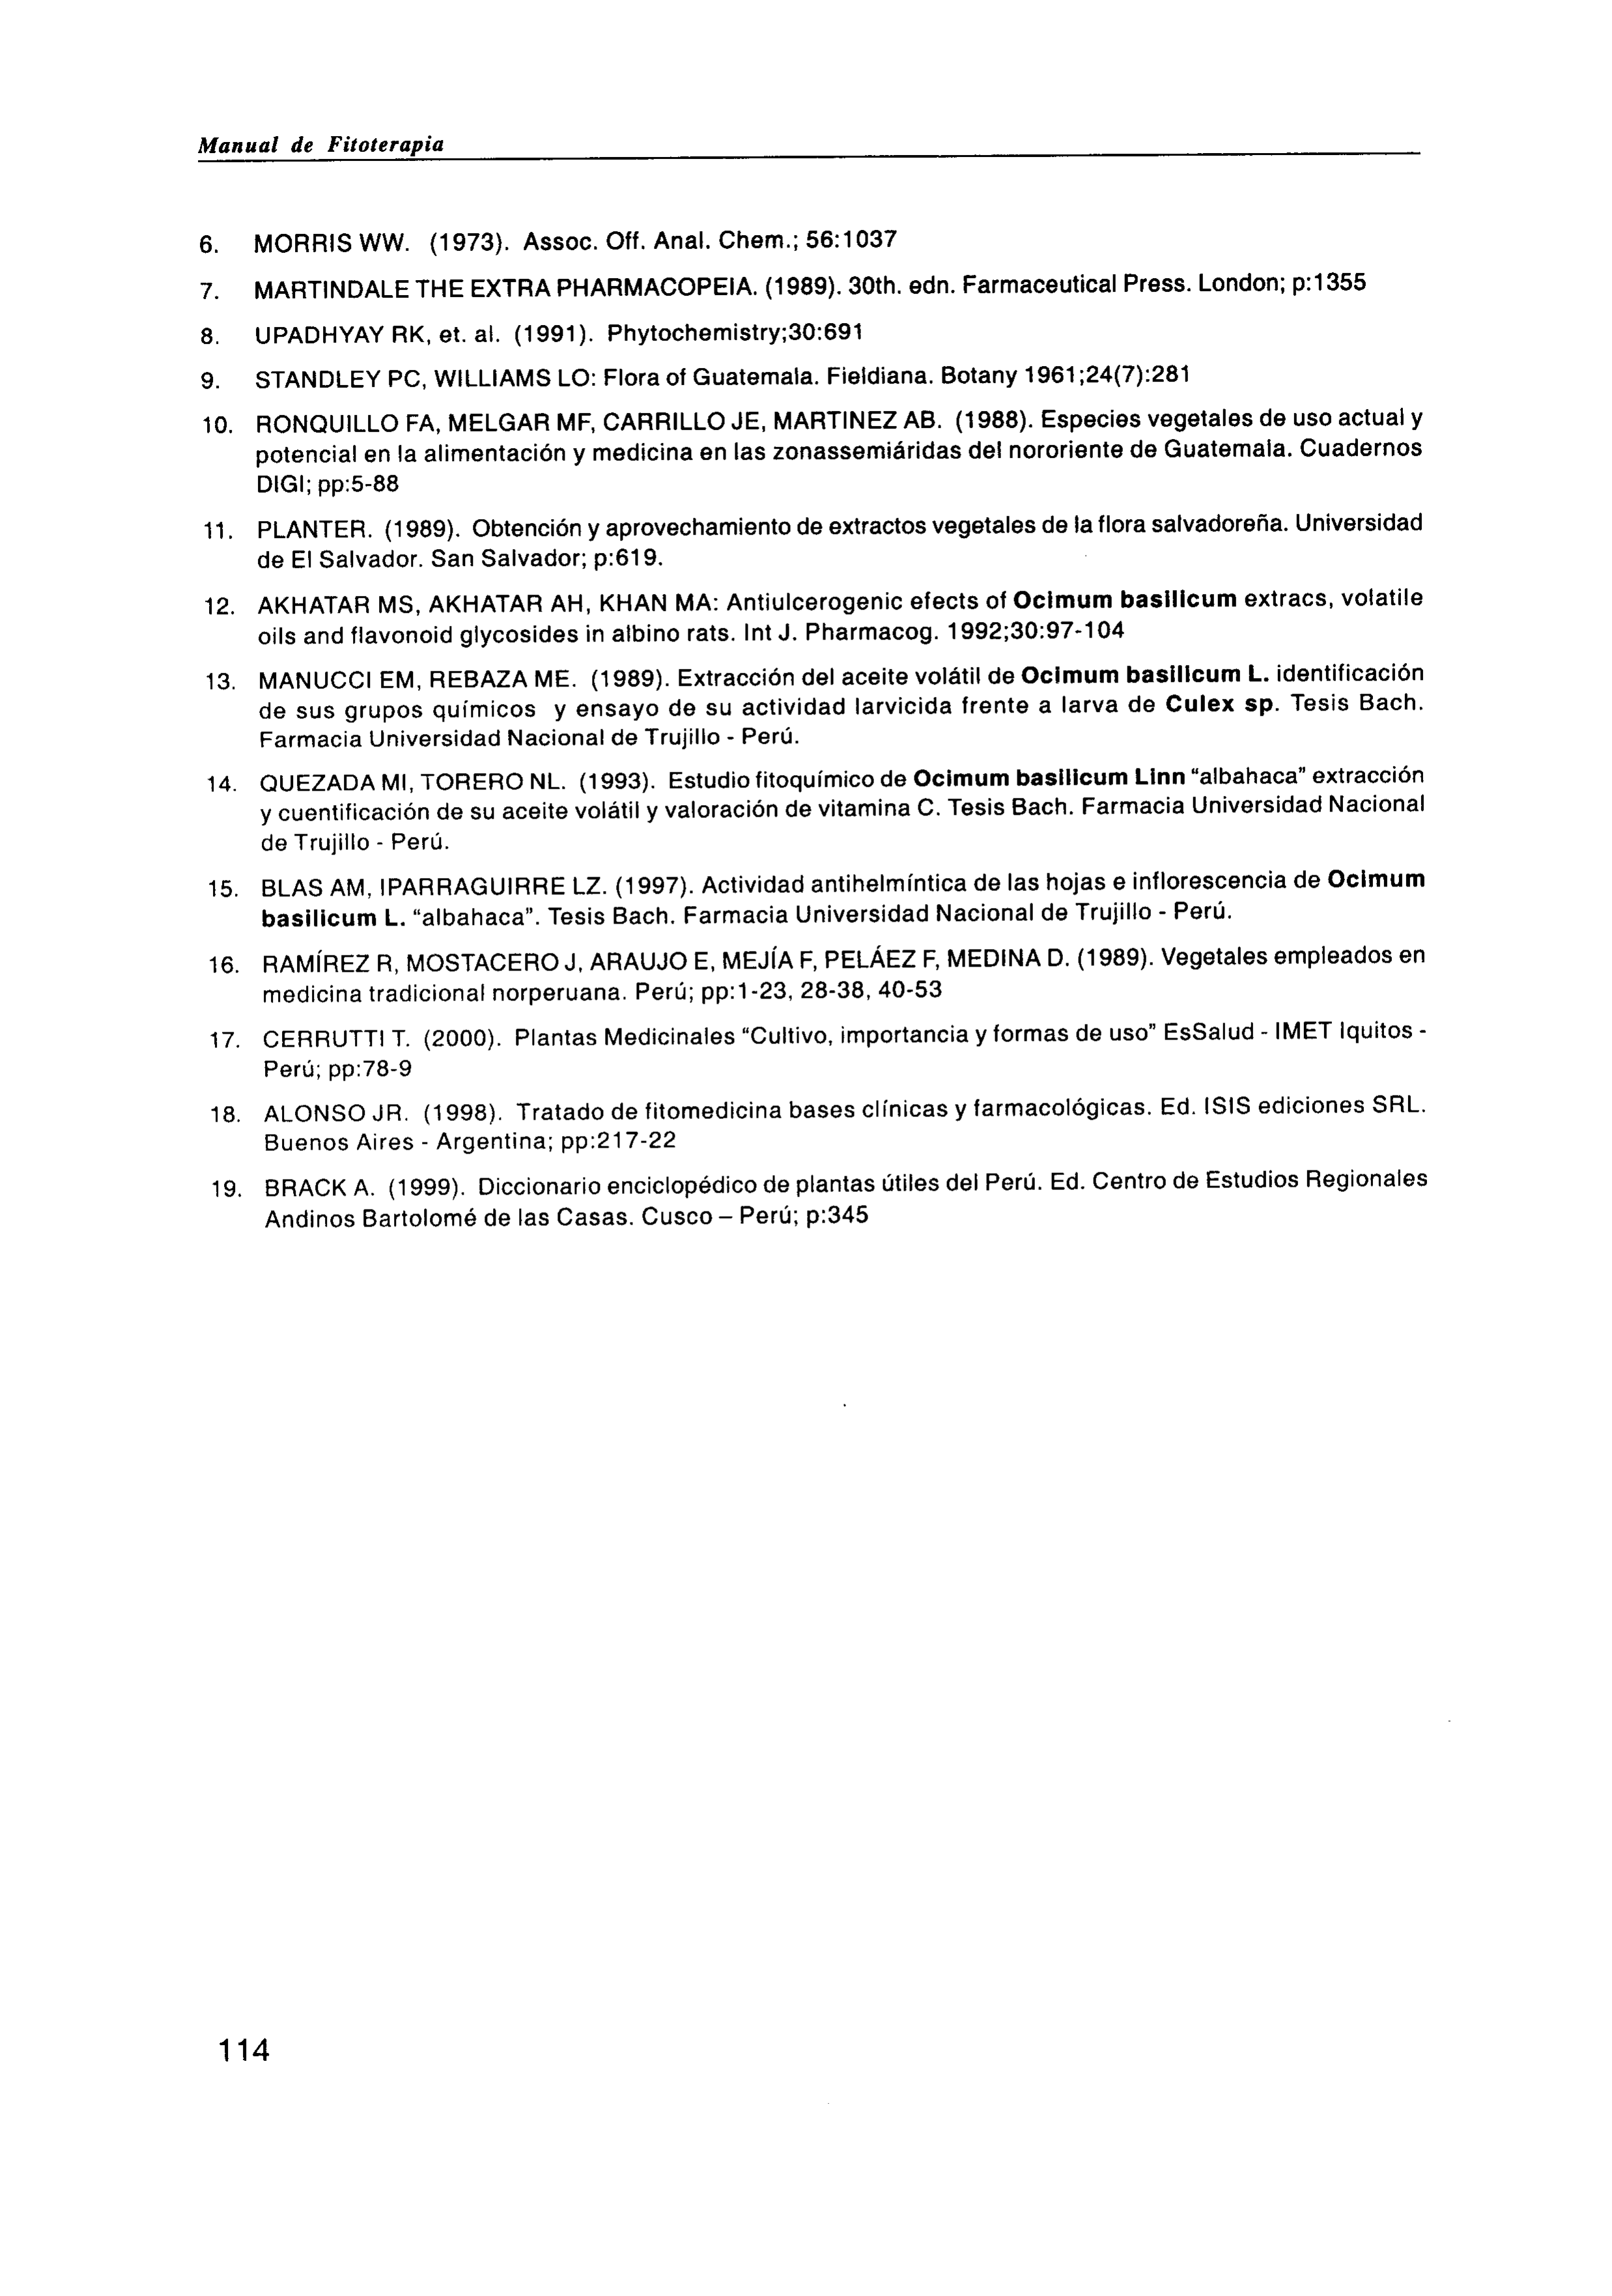 Manual de Fitoterapia
6. MORRIS WW. (1973). Assoc. Off. Anal. Chem.; 56:1037
7. MARTINDALE THE EXTRA PHARMACOPEIA. (1989). 30th. edn. Farmaceutical Press. London; p:1355
8. UPADHYAY RK, et. al. (1991). Phytochemistry;30:691
9. STANDLEY PC, WILLIAMS LO: Flora of Guatemala. Fieldiana. Botany 1961;24(7):281
10. RONQUILLO FA, MELGAR MF, CARRILLO JE, MARTINEZ AB. (1988). Especies vegetales de uso actual y
potencial en la alimentación y medicina en las zonassemiáridas del nororiente de Guatemala. Cuadernos
DIGI; pp:5-88
11. PLANTER. (1989). Obtención y aprovechamiento de extractos vegetales de la flora salvadoreña. Universidad
de El Salvador. San Salvador; p:619.
12. AKHATAR MS, AKHATAR AH, KHAN MA: Antiulcerogenic efects of Ocimum basilicum extracs, volatile
oils and flavonoid glycosides in albino rats. Int J. Pharmacog. 1992;30:97-104
13. MANUCCI EM, REBAZA ME. (1989). Extracción del aceite volátil de Ocimum basilicum L. identificación
de sus grupos químicos y ensayo de su actividad larvicida frente a larva de Culex sp. Tesis Bach.
Farmacia Universidad Nacional de Trujillo - Perú.
14. QUEZADA MI, TORERO NL. (1993). Estudio fitoquímico de Ocimum basilicum Linn “albahaca” extracción
y cuentificación de su aceite volátil y valoración de vitamina C. Tesis Bach. Farmacia Universidad Nacional
de Trujillo - Perú.
15. BLAS AM, IPARRAGUIRRE LZ. (1997). Actividad antihelmíntica de las hojas e inflorescencia de Ocimum
basilicum L. “albahaca”. Tesis Bach. Farmacia Universidad Nacional de Trujillo - Perú.
16. RAMÍREZ R, MOSTACERO J, ARAUJO E, MEJÍA F, PELÁEZ F, MEDINA D. (1989). Vegetales empleados en
medicina tradicional norperuana. Perú; pp:1-23, 28-38, 40-53
17. CERRUTTI T. (2000). Plantas Medicinales “Cultivo, importancia y formas de uso” EsSalud - IMET Iquitos -
Perú; pp:78-9
18. ALONSO JR. (1998). Tratado de fitomedicina bases clínicas y farmacológicas. Ed. ISIS ediciones SRL.
Buenos Aires - Argentina; pp:217-22
19. BRACK A. (1999). Diccionario enciclopédico de plantas útiles del Perú. Ed. Centro de Estudios Regionales
Andinos Bartolomé de las Casas. Cusco – Perú; p:345
114